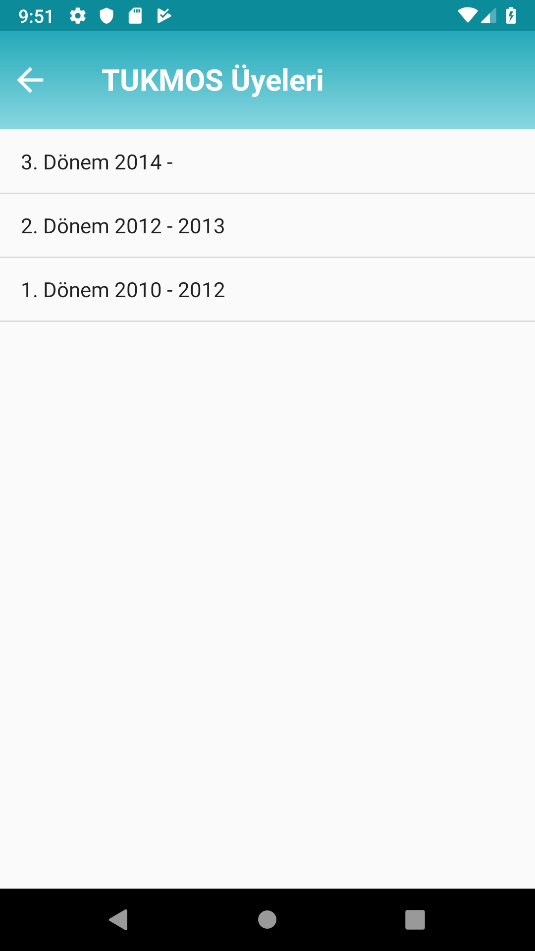 9:51
TUKMOS Üyeleri
3. Dönem 2014 -
2. Dönem 2012 - 2013
1. Dönem 2010 - 2012